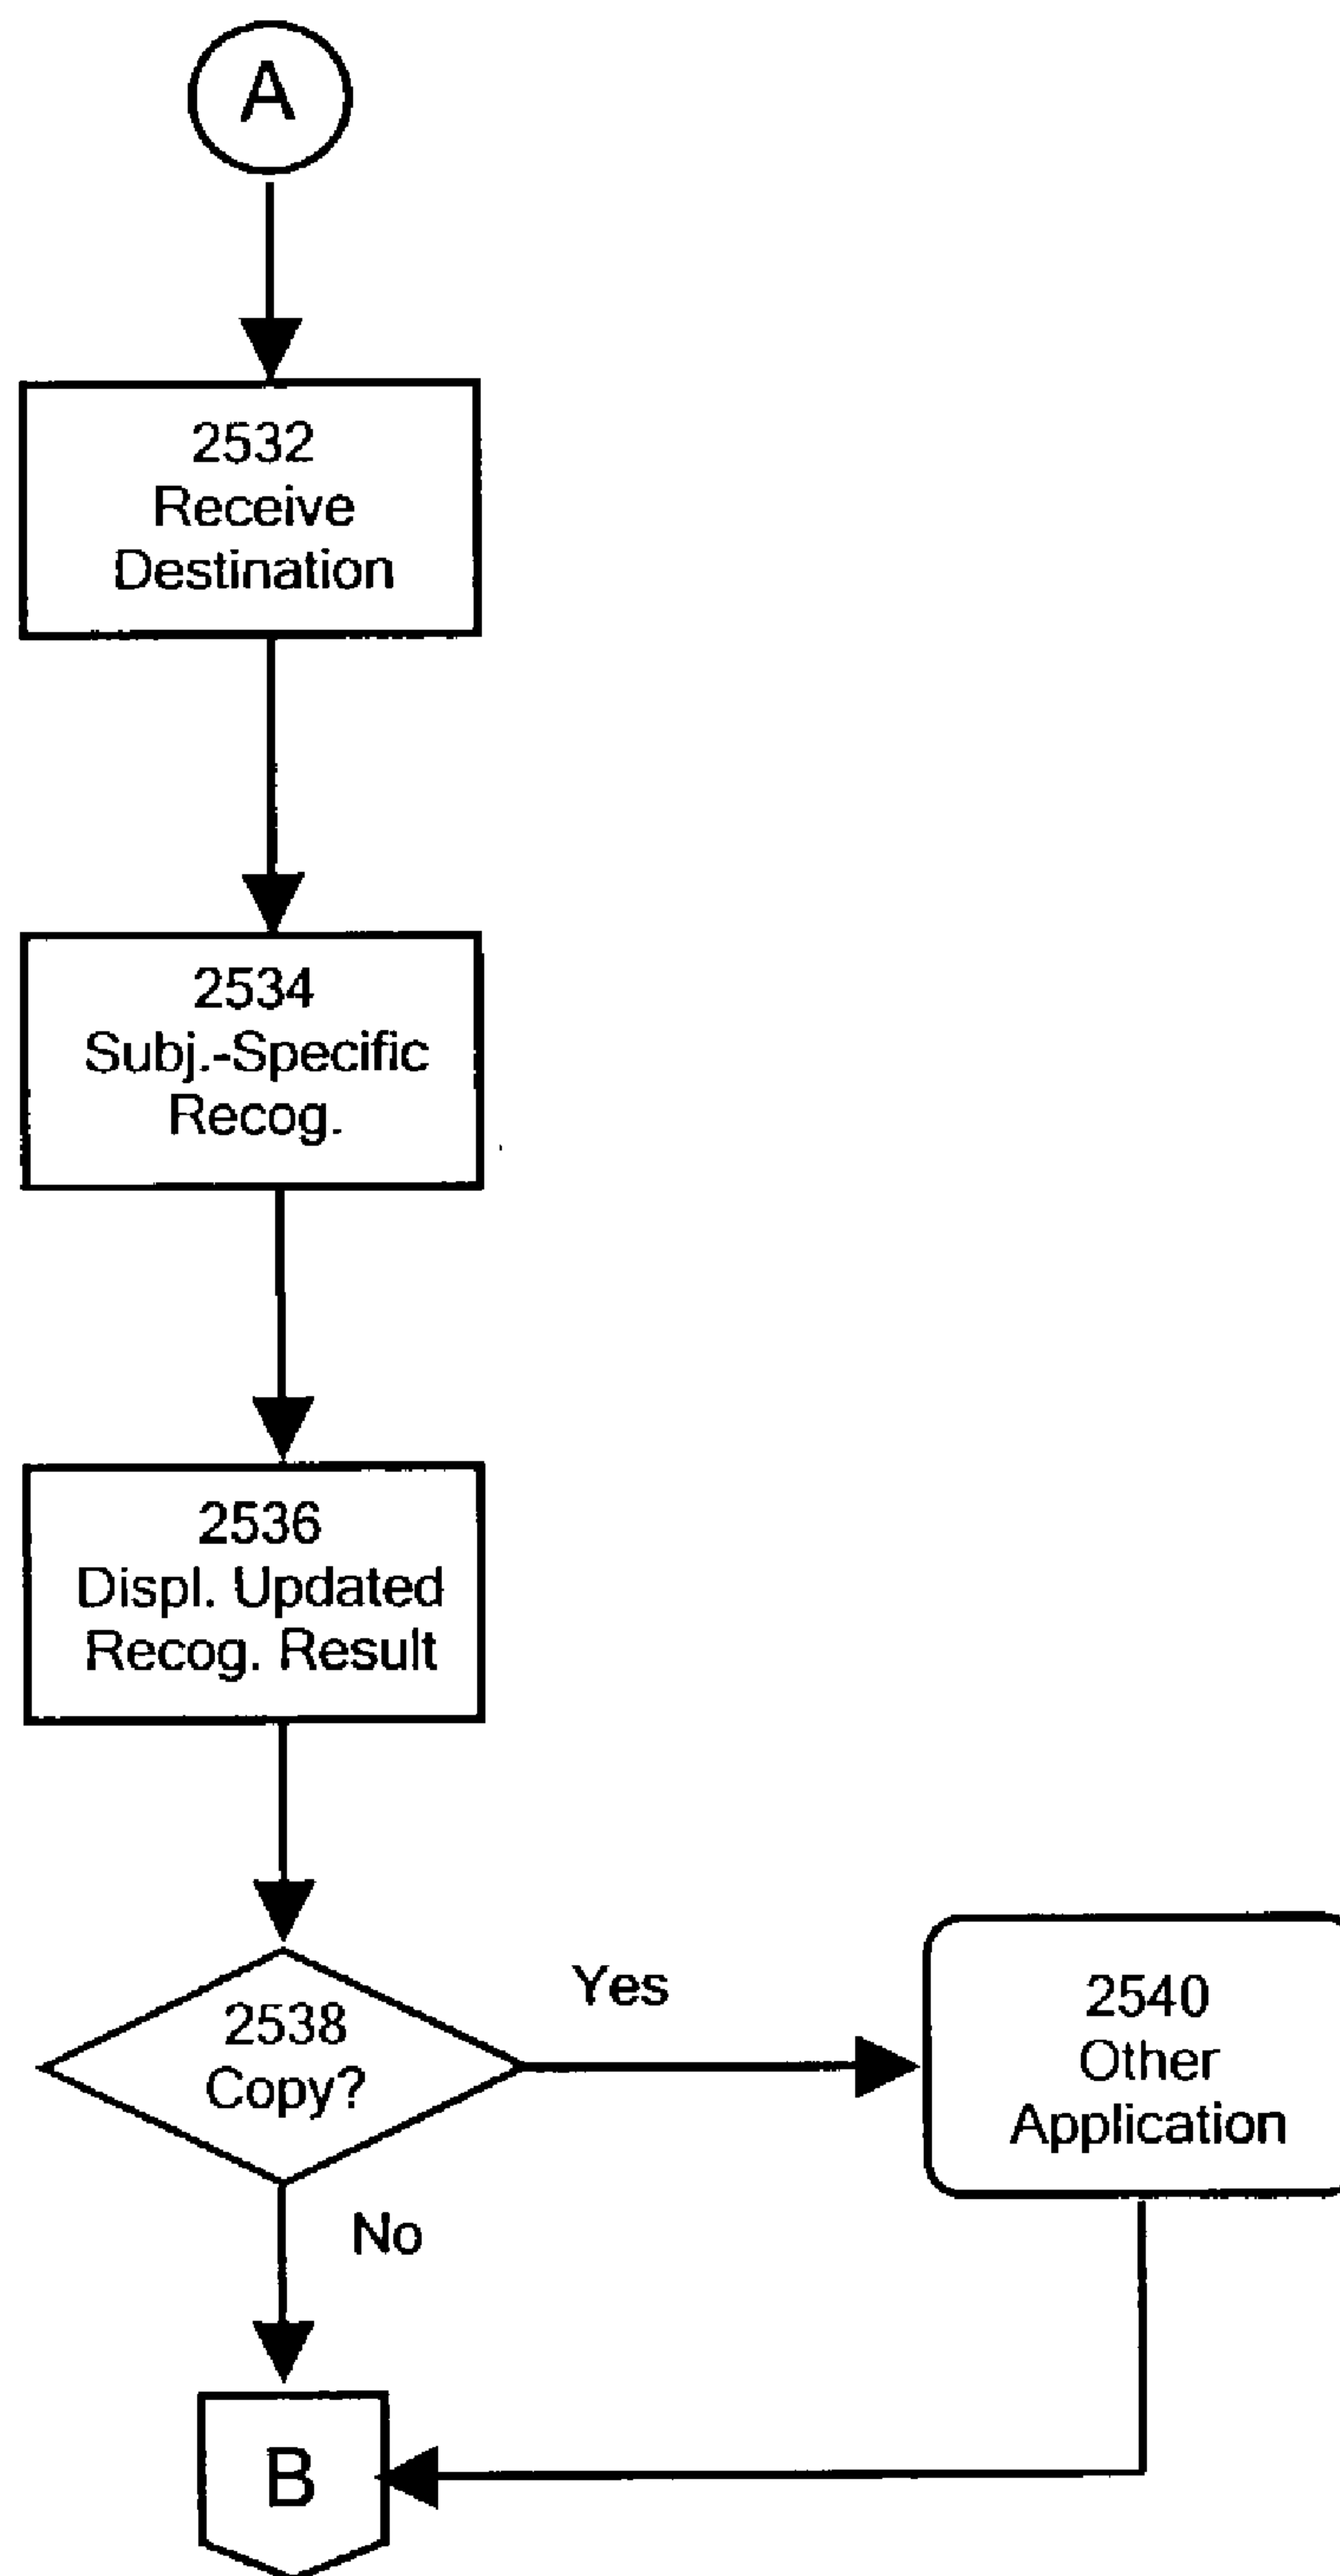 A
2532
Receive
Destination
2534
Subj.-Specific
Recog.
2536
Displ. Updated
Recog. Result
2538
Copy?
Yes
2540
Other
Application
No
B